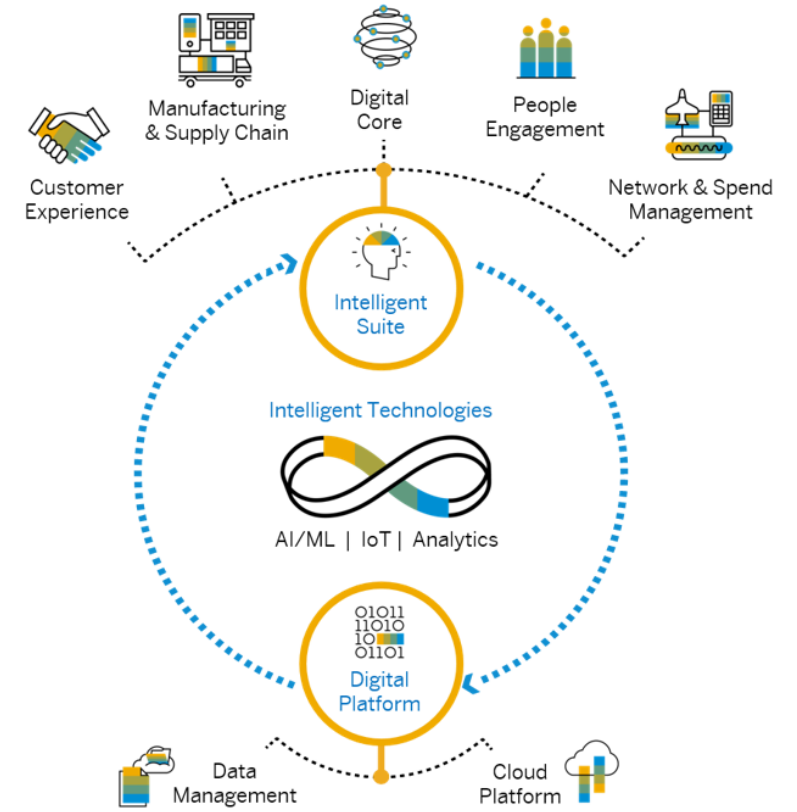 Manufacturing
& Supply Chain
Digital
Core
People
Engagement
Customer
Experience
Network & Spend
Management
Intelligent
Suite
Intelligent Technologies
AI/ML | IoT | Analytics
01011
11010
10
01101
Digital
Platform
Data
Management
Cloud
Platform